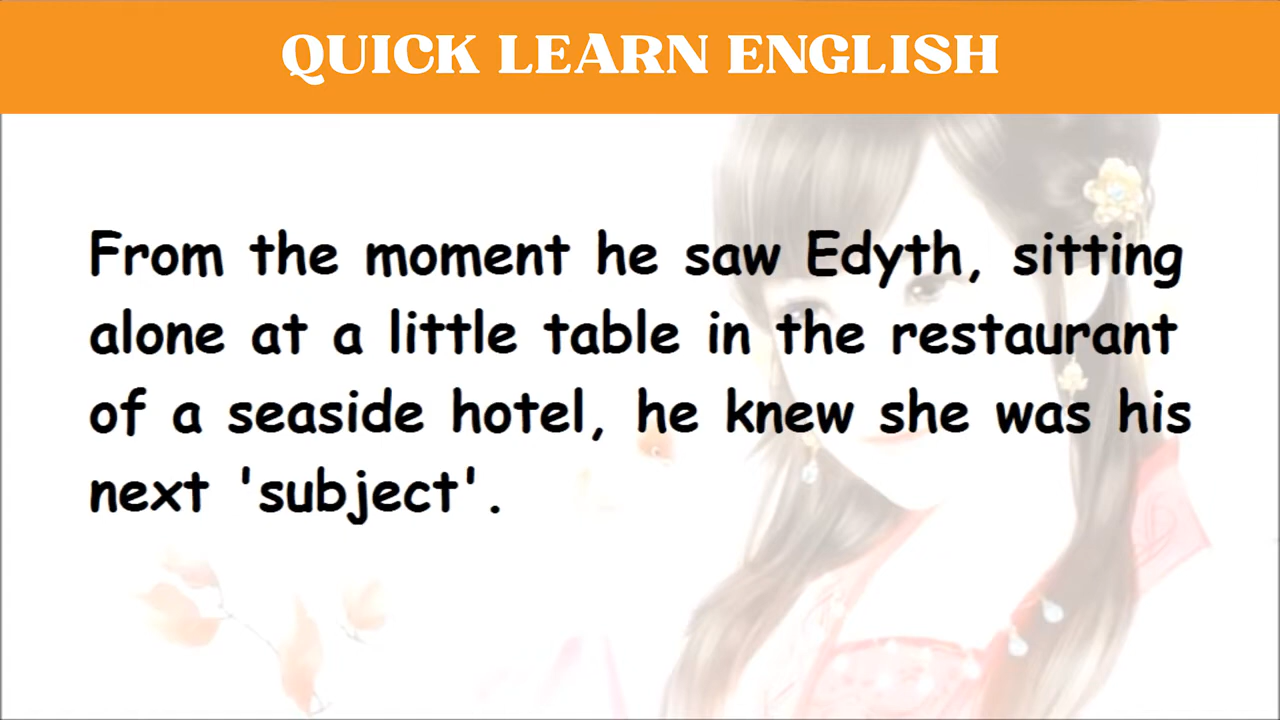 QUICK LEARN ENGLISH
From the moment he saw Edyth, sitting
alone at a little table in the restaurant
of a seaside hotel, he knew she was his
next 'subject'.